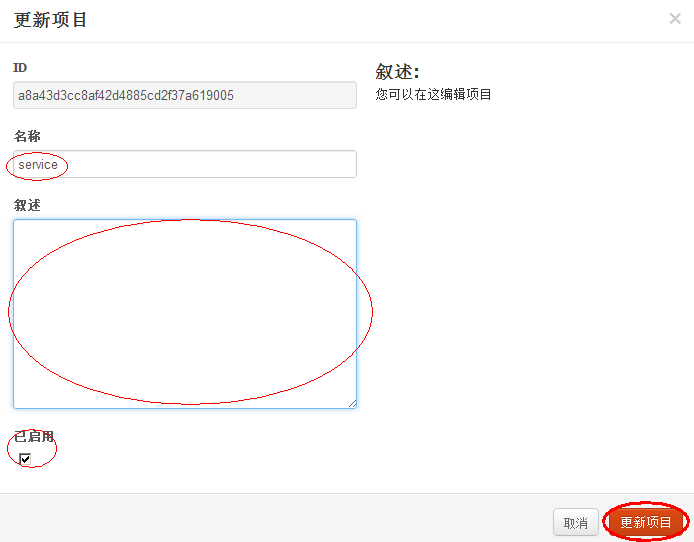 更新项目
×
ID
叙述:
a8a43d3cc8af42d4885cd2f37a619005
您可以在这编辑项目
名称
service
叙述
已启用
取消
更新项目